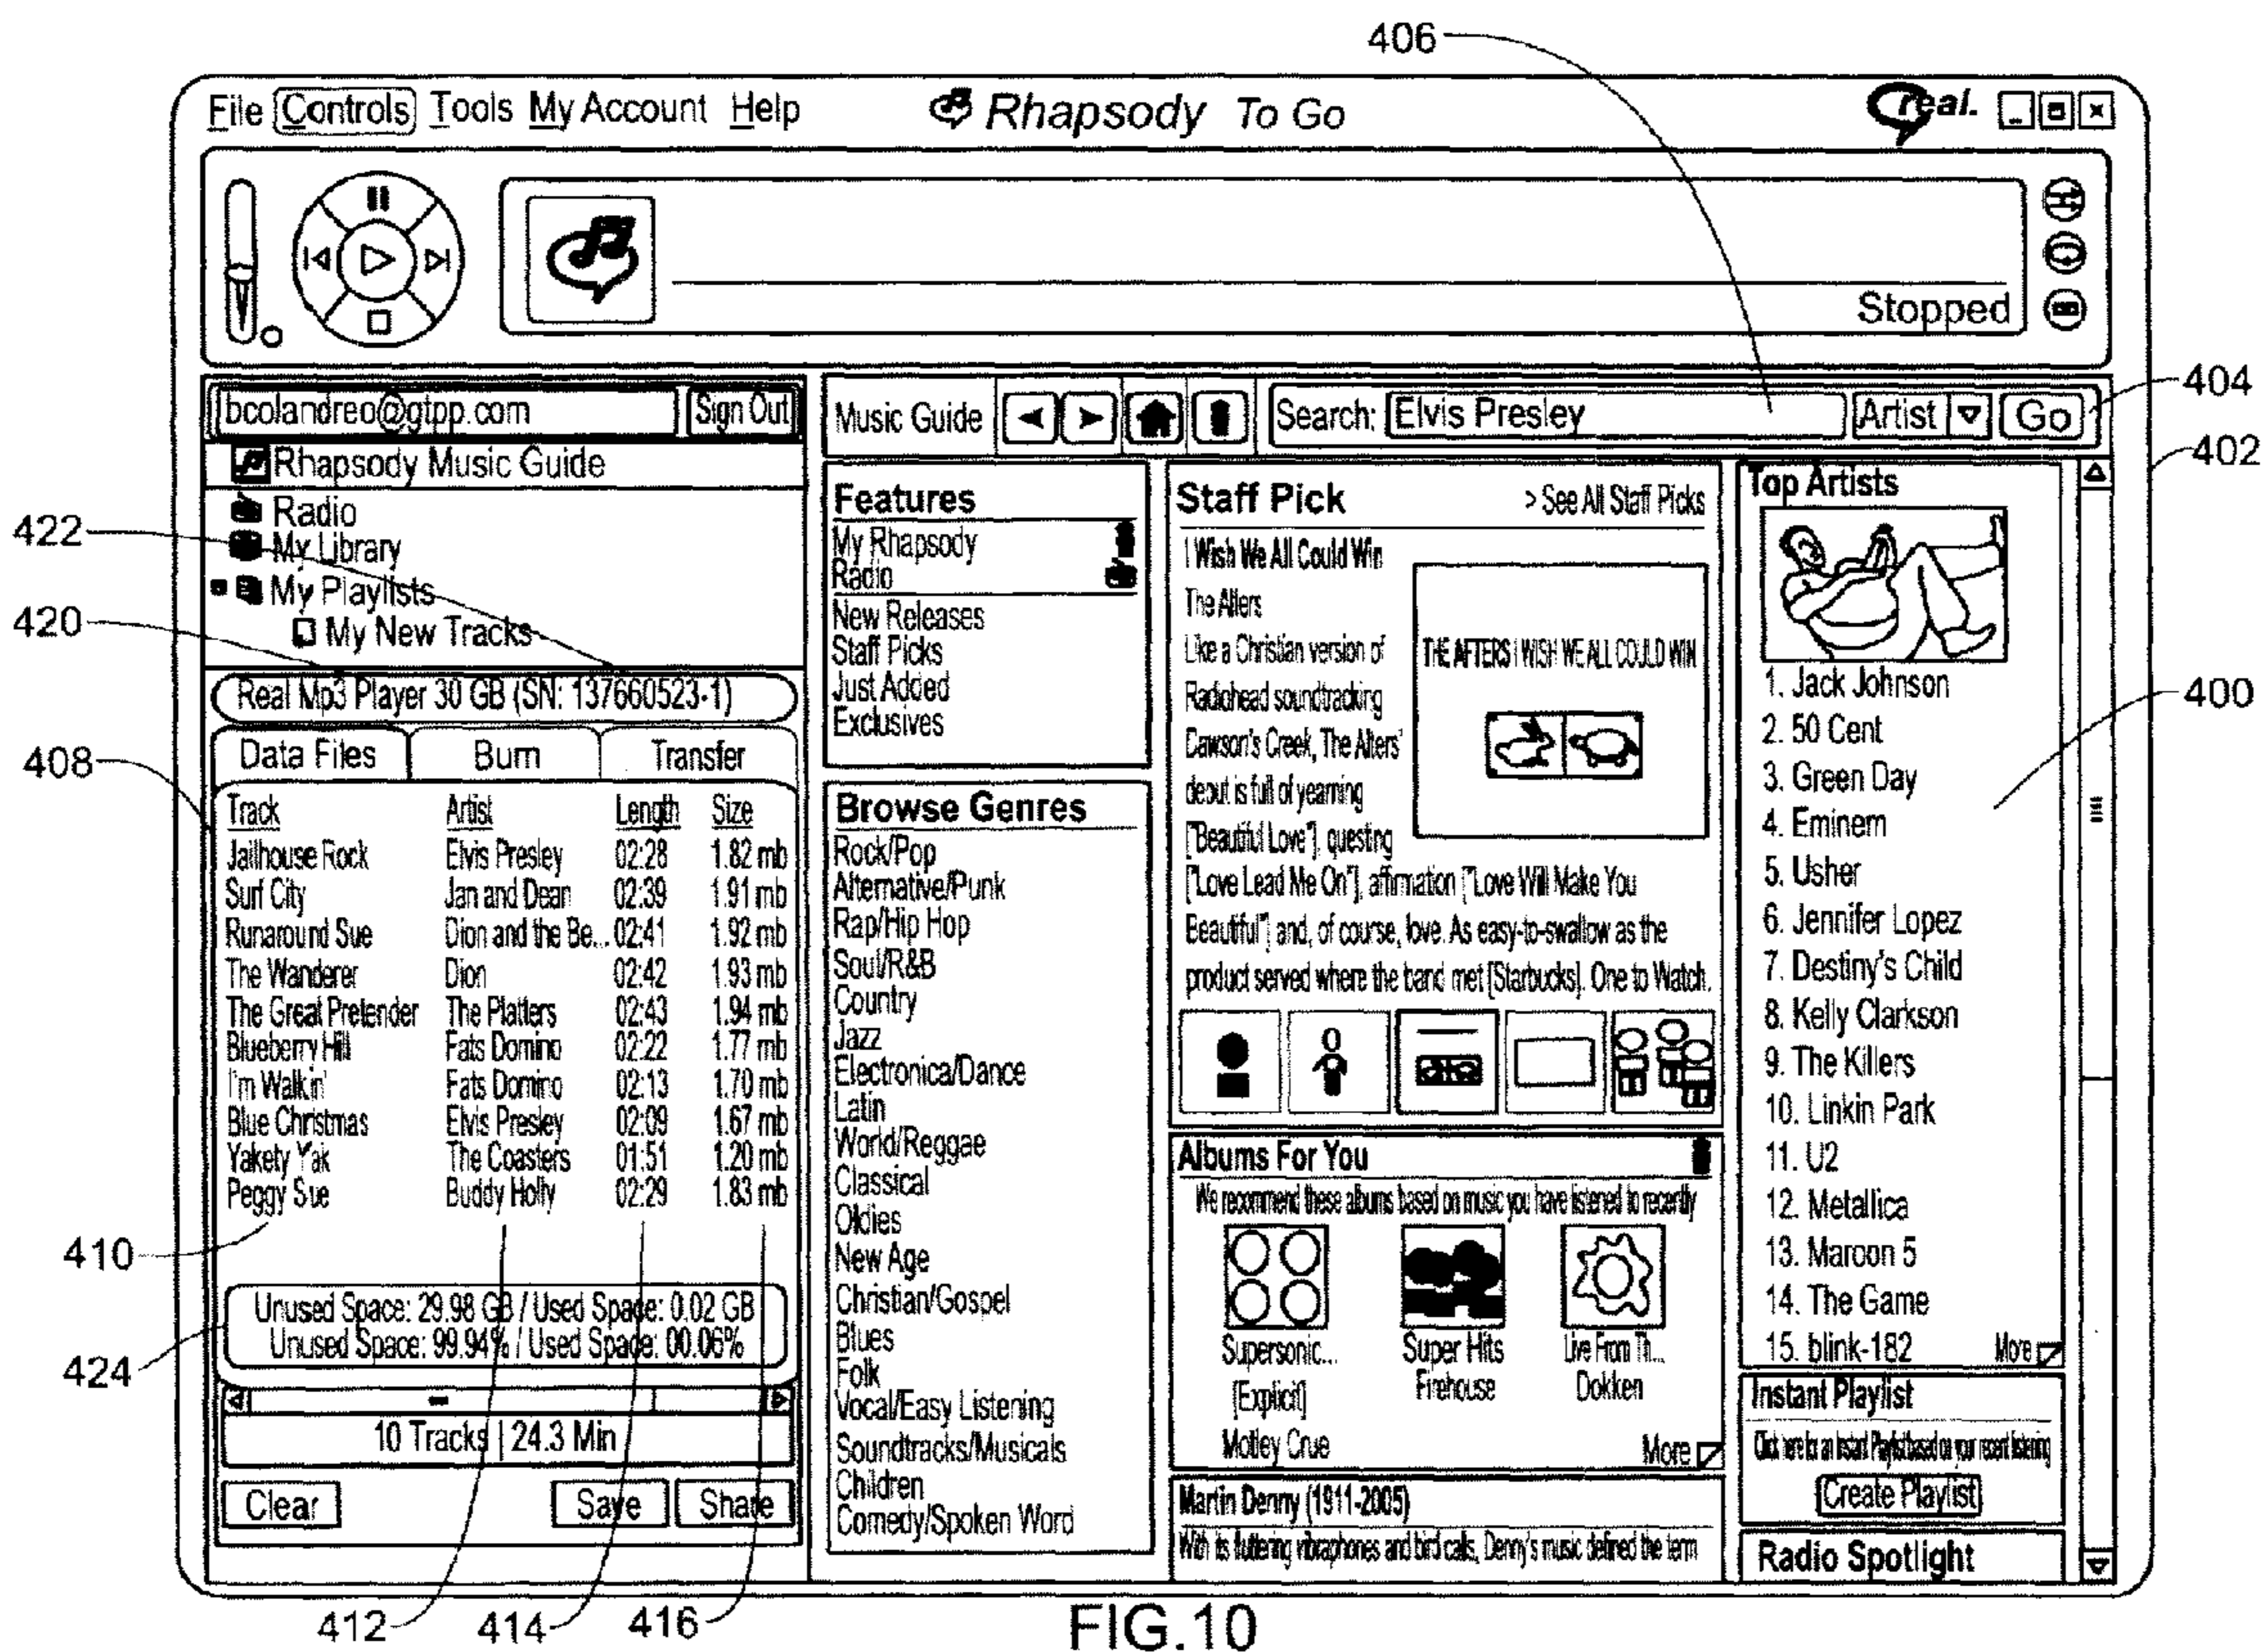 406
File Controls Tools My Account Help Rhapsody To Go real.
Stopped
bcolandreo@gtpp.com Sign Out
Music Guide Search: Elvis Presley Artist Go
404
402
Rhapsody Music Guide
Radio
My Library
My Playlists
My New Tracks
422
420
Real Mp3 Player 30 GB (SN: 137660523-1)
Data Files Burn Transfer
408
Track Artist Length Size
Jailhouse Rock Elvis Presley 02:28 1.82 mb
Surf City Jan and Dean 02:39 1.91 mb
Runaround Sue Dion and the Be... 02:41 1.92 mb
The Wanderer Dion 02:42 1.93 mb
The Great Pretender The Platters 02:43 1.94 mb
Blueberry Hill Fats Domino 02:22 1.77 mb
I'm Walkin' Fats Domino 02:13 1.70 mb
Blue Christmas Elvis Presley 02:09 1.67 mb
Yakety Yak The Coasters 01:51 1.20 mb
Peggy Sue Buddy Holly 02:29 1.83 mb
410
Unused Space: 29.98 GB / Used Space: 0.02 GB
Unused Space: 99.94% / Used Space: 00.06%
424
10 Tracks | 24.3 Min
Clear Save Share
412 414 416
Features
My Rhapsody
Radio
New Releases
Staff Picks
Just Added
Exclusives
Browse Genres
Rock/Pop
Alternative/Punk
Rap/Hip Hop
Soul/R&B
Country
Jazz
Electronica/Dance
Latin
World/Reggae
Classical
Oldies
New Age
Christian/Gospel
Blues
Folk
Vocal/Easy Listening
Soundtracks/Musicals
Children
Comedy/Spoken Word
Staff Pick > See All Staff Picks
I Wish We All Could Win
The Afters
Like a Christian version of
Radiohead soundtracking
Dawson's Creek, The Afters'
debut is full of yearning
["Beautiful Love"], questing
["Love Lead Me On"], affirmation ["Love Will Make You
Beautiful"] and, of course, love. As easy-to-swallow as the
product served where the band met [Starbucks]. One to Watch.
THE AFTERS I WISH WE ALL COULD WIN
Albums For You
We recommend these albums based on music you have listened to recently
Supersonic...
[Explicit]
Motley Crue
Super Hits
Firehouse
Live From Th...
Dokken
More
Martin Denny (1911-2005)
With its fluttering vibraphones and bird calls, Denny's music defined the term
Top Artists
1. Jack Johnson
2. 50 Cent
3. Green Day
4. Eminem
5. Usher
6. Jennifer Lopez
7. Destiny's Child
8. Kelly Clarkson
9. The Killers
10. Linkin Park
11. U2
12. Metallica
13. Maroon 5
14. The Game
15. blink-182 More
400
Instant Playlist
Click here for an Instant Playlist based on your recent listening
Create Playlist
Radio Spotlight
FIG.10